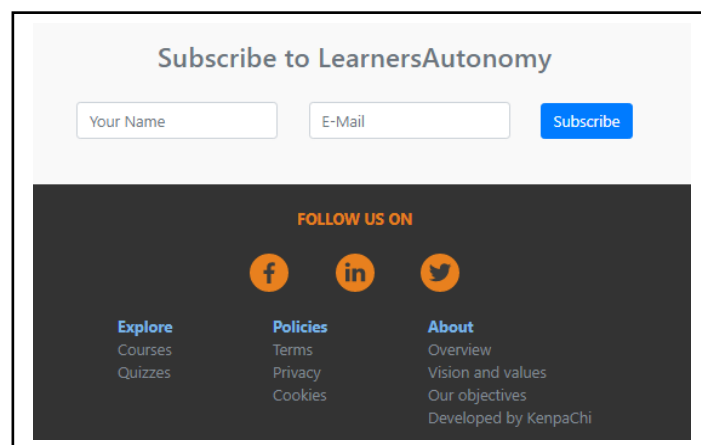 Subscribe to LearnersAutonomy
Your Name E-Mail Subscribe
FOLLOW US ON
Explore Policies About
Courses Terms Overview
Quizzes Privacy Vision and values
Cookies Our objectives
Developed by KenpaChi